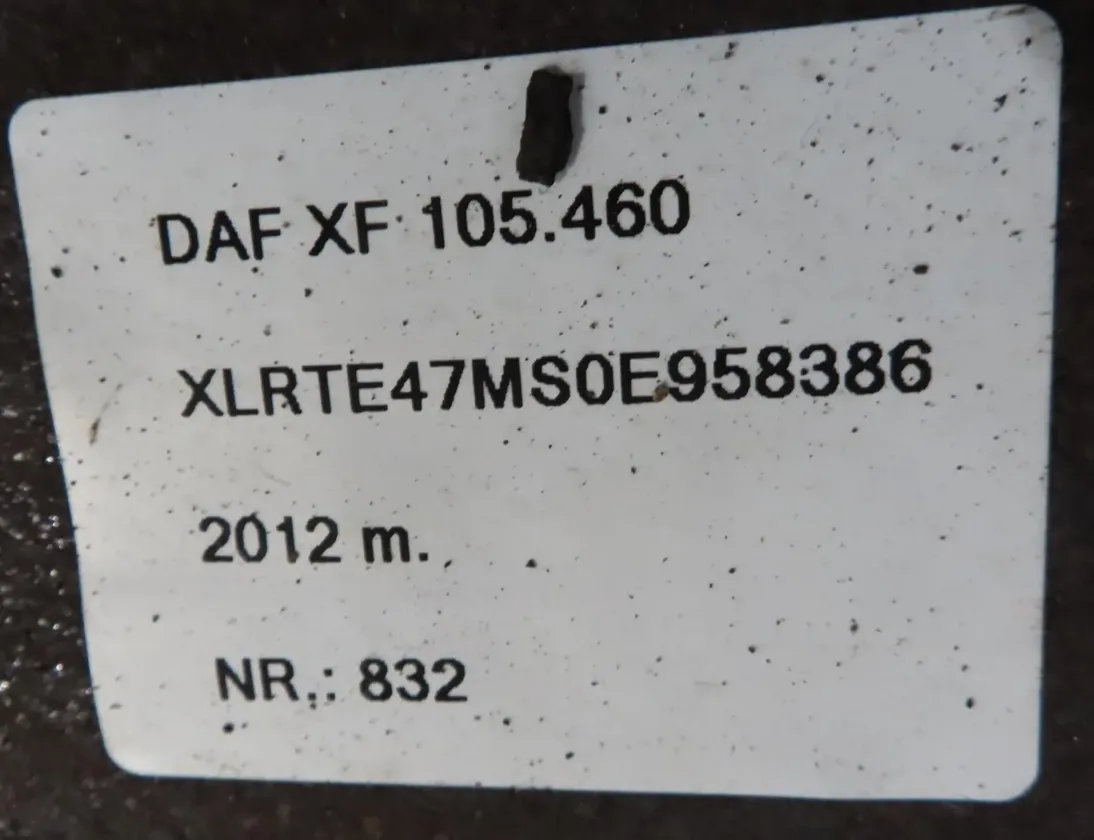 DAF XF 105.460
XLRTE47MS0E958386
2012 m.
NR.: 832